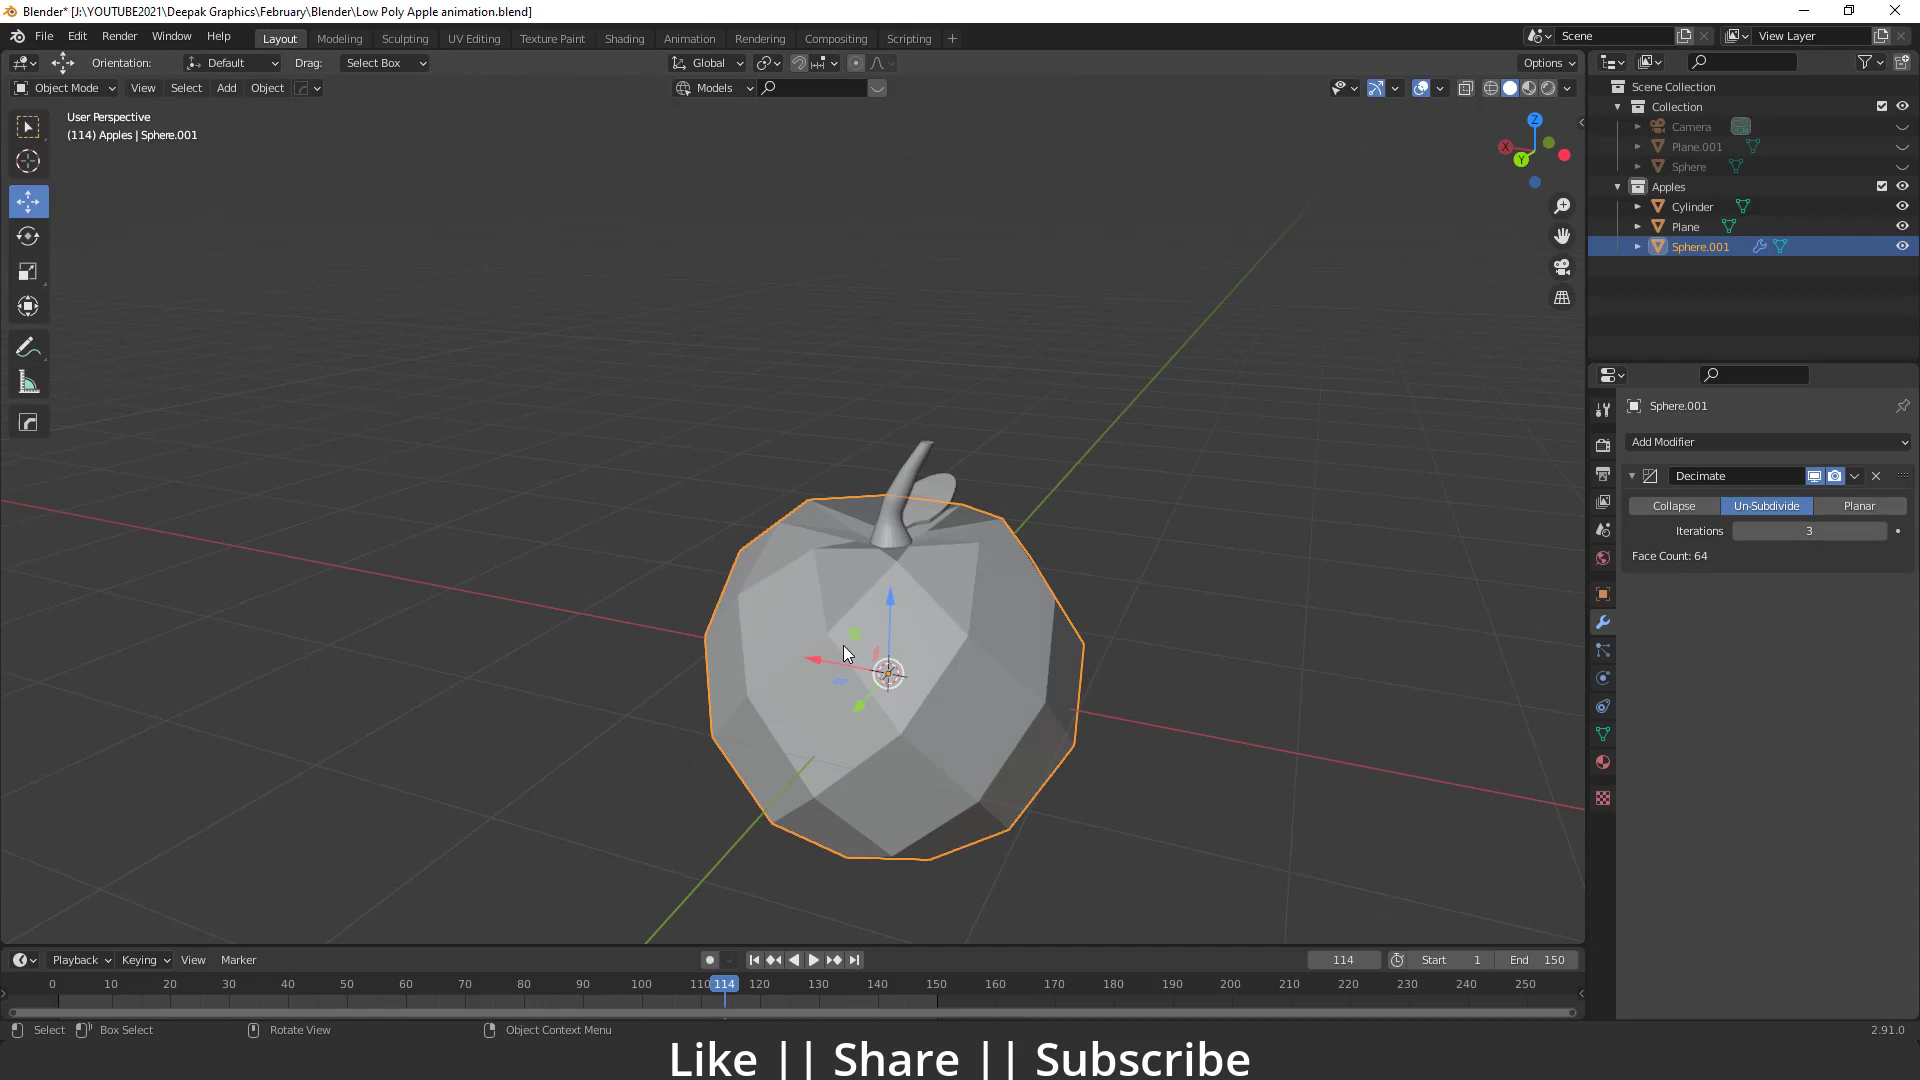 Blender* [J:\YOUTUBE2021\Deepak Graphics\February\Blender\Low Poly Apple animation.blend]
File Edit Render Window Help Layout Modeling Sculpting UV Editing Texture Paint Shading Animation Rendering Compositing Scripting + Scene View Layer
Orientation: Default Drag: Select Box Global Options
Object Mode View Select Add Object Models
User Perspective
(114) Apples | Sphere.001
Z
X
Y
Scene Collection
Collection
Camera
Plane.001
Sphere
Apples
Cylinder
Plane
Sphere.001
Sphere.001
Add Modifier
Decimate
Collapse Un-Subdivide Planar
Iterations 3
Face Count: 64
Playback Keying View Marker 114 Start 1 End 150
0 10 20 30 40 50 60 70 80 90 100 110 114 120 130 140 150 160 170 180 190 200 210 220 230 240 250
Select Box Select Rotate View Object Context Menu 2.91.0
Like || Share || Subscribe